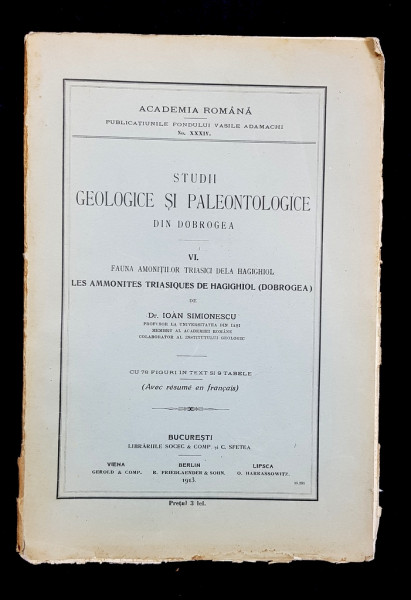 ACADEMIA ROMÂNĂ
PUBLICAȚIUNILE FONDULUI VASILE ADAMACHI
No. XXXIV.
STUDII
GEOLOGICE ȘI PALEONTOLOGICE
DIN DOBROGEA
VI.
FAUNA AMONIȚILOR TRIASICI DELA HAGIGHIOL
LES AMMONITES TRIASIQUES DE HAGIGHIOL (DOBROGEA)
DE
Dr. IOAN SIMIONESCU
PROFESOR LA UNIVERSITATEA DIN IAȘI
MEMBRU AL ACADEMIEI ROMÂNE
COLABORATOR AL INSTITUTULUI GEOLOGIC
CU 76 FIGURI IN TEXT SI 9 TABELE
(Avec résumé en français)
BUCUREȘTI
LIBRĂRIILE SOCEC & COMP. și C. SFETEA
VIENA BERLIN LIPSCA
GEROLD & COMP. R. FRIEDLAENDER & SOHN. O. HARRASSOWITZ.
1913.
Prețul 3 lei.